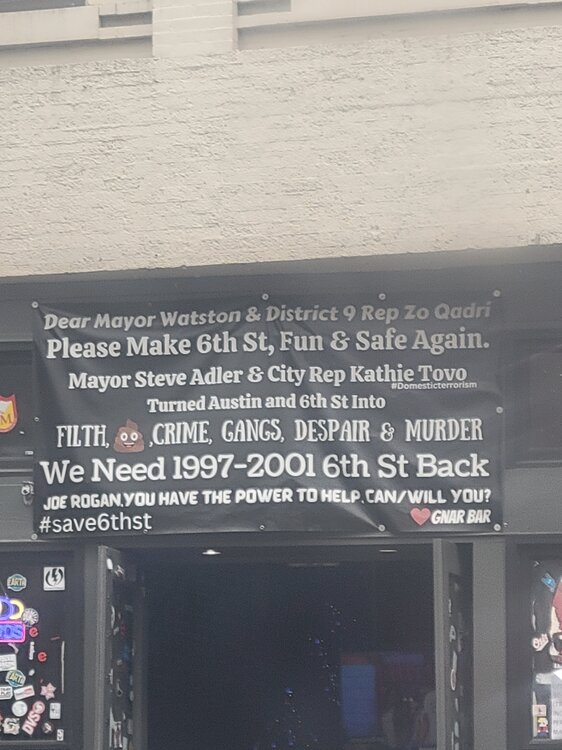 Dear Mayor Watston & District 9 Rep Zo Qadri
Please Make 6th St, Fun & Safe Again.
Mayor Steve Adler & City Rep Kathie Tovo
#Domesticterrorism
Turned Austin and 6th St Into
FILTH, 💩 ,CRIME, GANGS, DESPAIR & MURDER
We Need 1997-2001 6th St Back
JOE ROGAN,YOU HAVE THE POWER TO HELP,CAN/WILL YOU?
#save6thst
❤️GNAR BAR
EARTH
EARTH